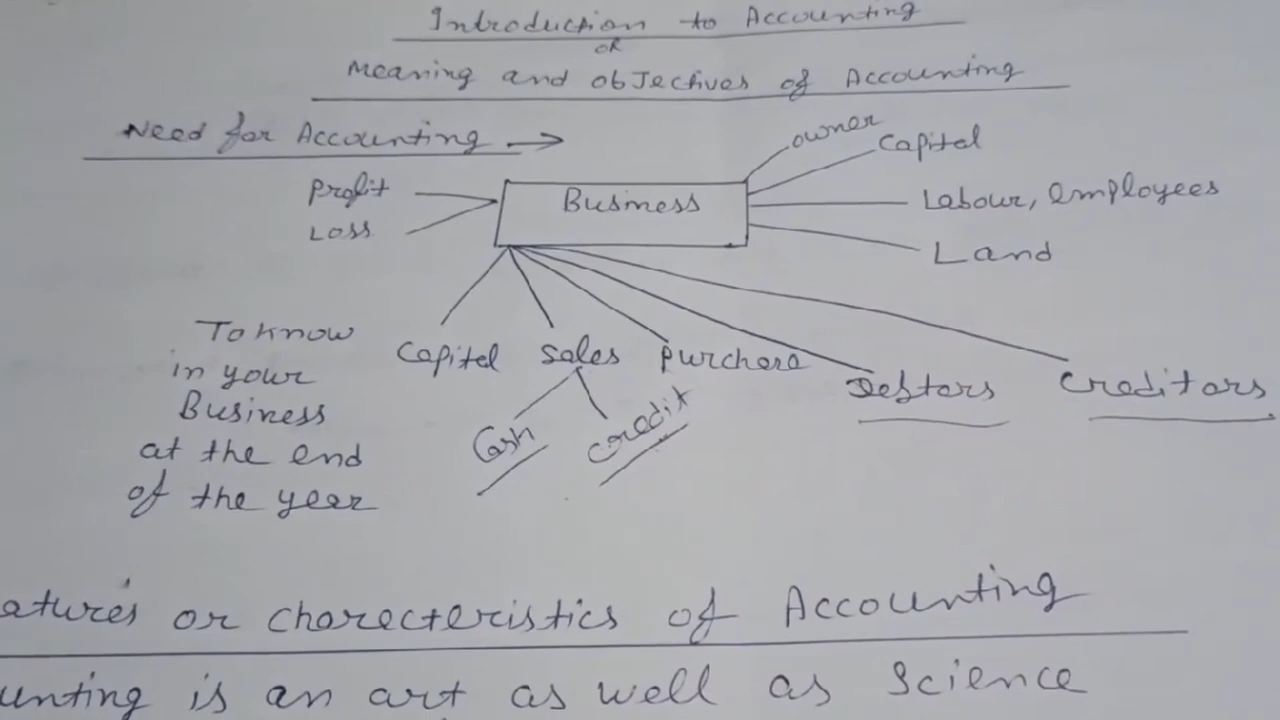 Introduction to Accounting
OR
Meaning and objectives of Accounting
Need for Accounting →
owner
Capital
Profit
Business
Labour, employees
Loss
Land
To know
in your
Business
at the end
of the year
Capital
Sales
Purchase
Debtors
Creditors
Cash
Credit
atures or charecteristics of Accounting
unting is an art as well as Science